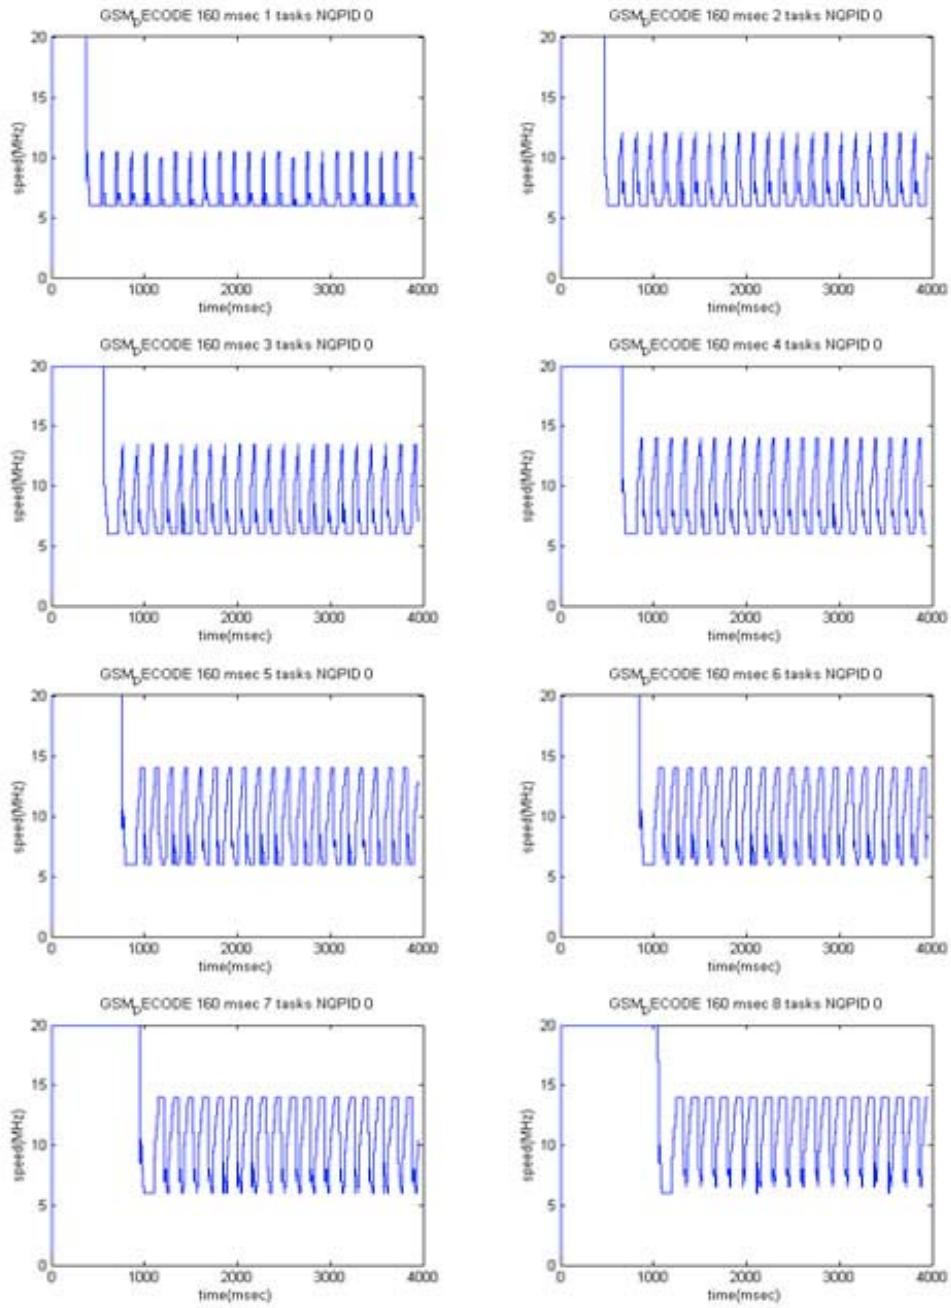 GSM_DECODE 160 msec 1 tasks NQPID 0
20
15
10
5
0
speed(MHz)
0 1000 2000 3000 4000
time(msec)
GSM_DECODE 160 msec 2 tasks NQPID 0
20
15
10
5
0
speed(MHz)
0 1000 2000 3000 4000
time(msec)
GSM_DECODE 160 msec 3 tasks NQPID 0
20
15
10
5
0
speed(MHz)
0 1000 2000 3000 4000
time(msec)
GSM_DECODE 160 msec 4 tasks NQPID 0
20
15
10
5
0
speed(MHz)
0 1000 2000 3000 4000
time(msec)
GSM_DECODE 160 msec 5 tasks NQPID 0
20
15
10
5
0
speed(MHz)
0 1000 2000 3000 4000
time(msec)
GSM_DECODE 160 msec 6 tasks NQPID 0
20
15
10
5
0
speed(MHz)
0 1000 2000 3000 4000
time(msec)
GSM_DECODE 160 msec 7 tasks NQPID 0
20
15
10
5
0
speed(MHz)
0 1000 2000 3000 4000
time(msec)
GSM_DECODE 160 msec 8 tasks NQPID 0
20
15
10
5
0
speed(MHz)
0 1000 2000 3000 4000
time(msec)